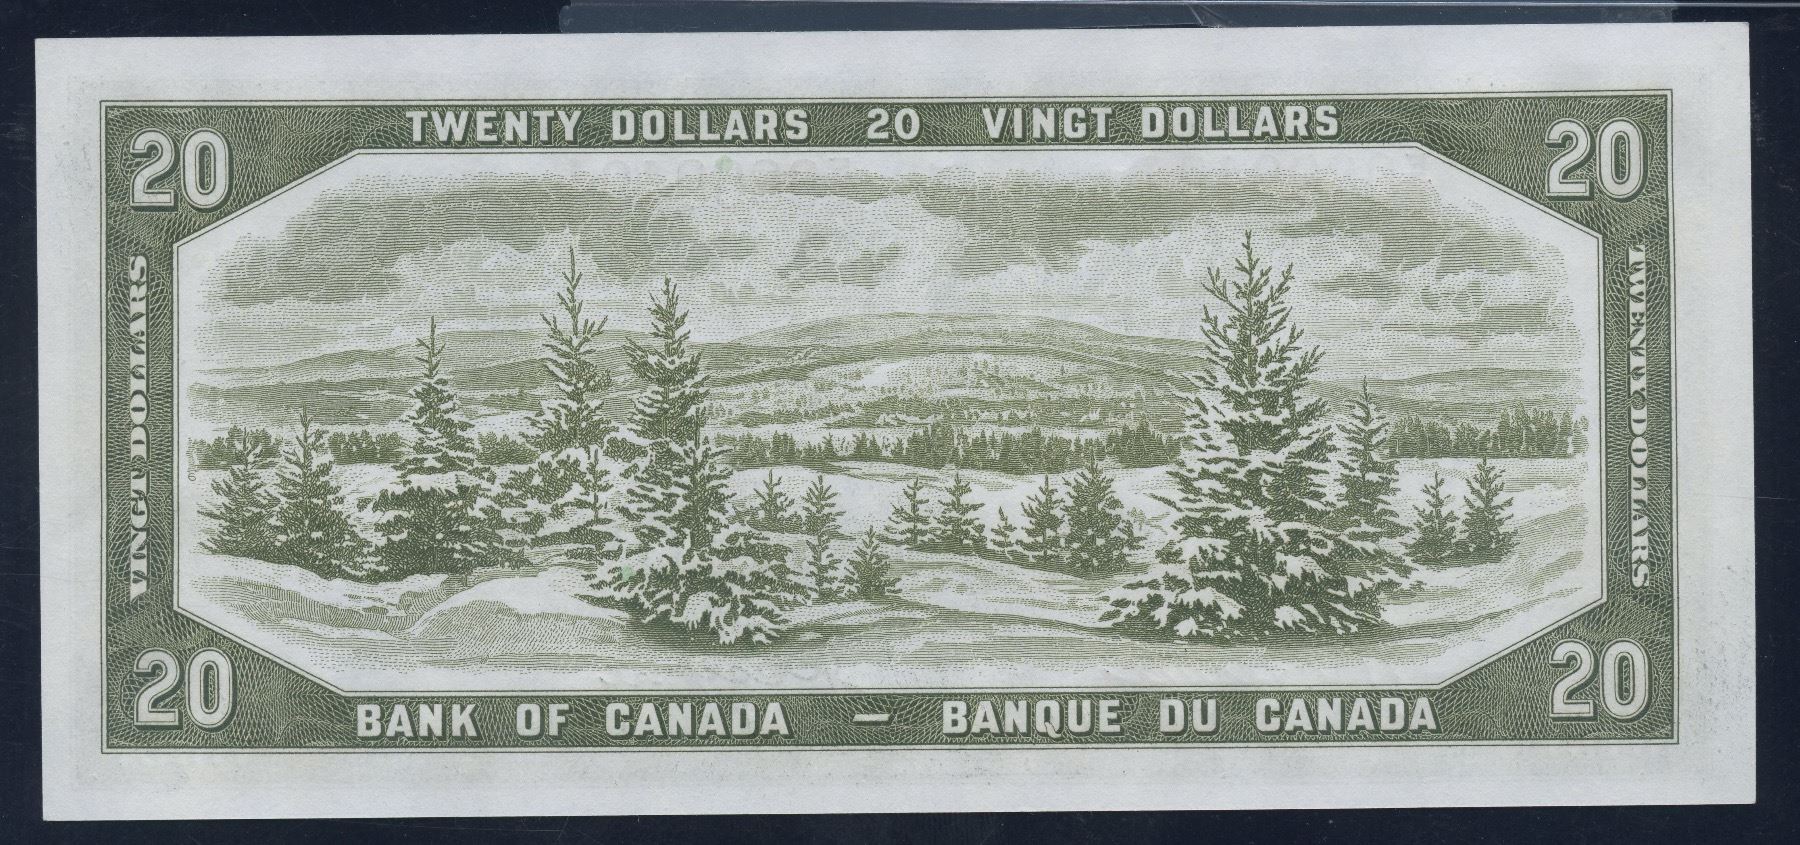 TWENTY DOLLARS 20 VINGT DOLLARS
20
20
VINGT DOLLARS
TWENTY DOLLARS
20
20
BANK OF CANADA — BANQUE DU CANADA